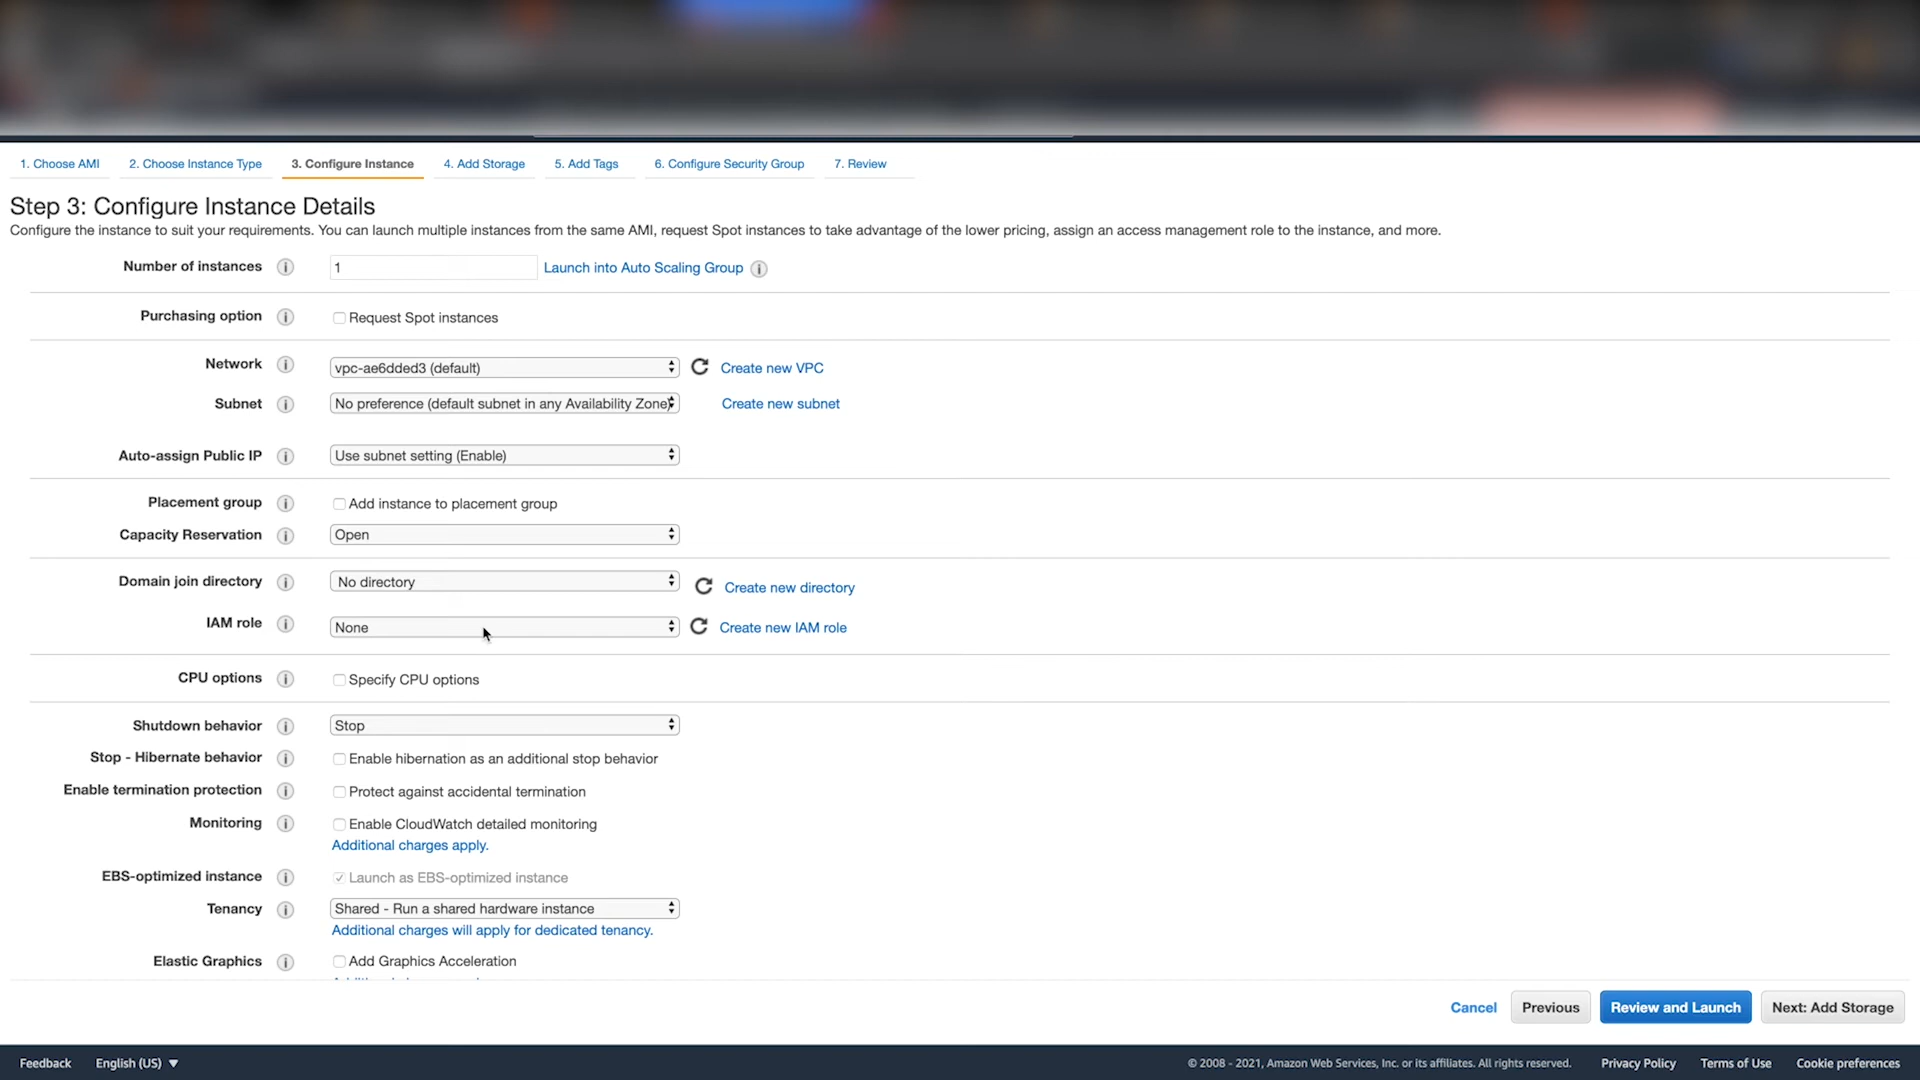 1. Choose AMI 2. Choose Instance Type 3. Configure Instance 4. Add Storage 5. Add Tags 6. Configure Security Group 7. Review
Step 3: Configure Instance Details
Configure the instance to suit your requirements. You can launch multiple instances from the same AMI, request Spot instances to take advantage of the lower pricing, assign an access management role to the instance, and more.
Number of instances 1 Launch into Auto Scaling Group
Purchasing option Request Spot instances
Network vpc-ae6dded3 (default) Create new VPC
Subnet No preference (default subnet in any Availability Zone) Create new subnet
Auto-assign Public IP Use subnet setting (Enable)
Placement group Add instance to placement group
Capacity Reservation Open
Domain join directory No directory Create new directory
IAM role None Create new IAM role
CPU options Specify CPU options
Shutdown behavior Stop
Stop - Hibernate behavior Enable hibernation as an additional stop behavior
Enable termination protection Protect against accidental termination
Monitoring Enable CloudWatch detailed monitoring
Additional charges apply.
EBS-optimized instance Launch as EBS-optimized instance
Tenancy Shared - Run a shared hardware instance
Additional charges will apply for dedicated tenancy.
Elastic Graphics Add Graphics Acceleration
Cancel Previous Review and Launch Next: Add Storage
Feedback English (US) © 2008 - 2021, Amazon Web Services, Inc. or its affiliates. All rights reserved. Privacy Policy Terms of Use Cookie preferences